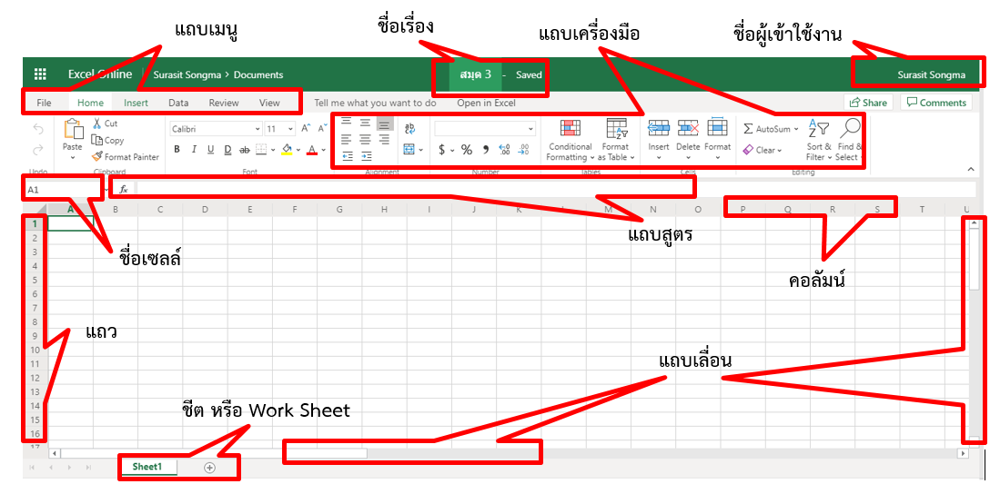 แถบเมนู
ชื่อเรื่อง
แถบเครื่องมือ
ชื่อผู้เข้าใช้งาน
Excel Online Surasit Songma > Documents สมุด 3 - Saved Surasit Songma
File Home Insert Data Review View Tell me what you want to do Open in Excel Share Comments
Cut
Calibri 11 A A ab
AutoSum
Paste Copy
Format Painter
B I U D ab A $ % .00 .00
Conditional Formatting Format as Table Insert Delete Format
Clear
Sort & Filter Find & Select
Undo Clipboard Font Alignment Number Tables Cells Editing
A1 fx
A B C D E F G H I J K L M N O P Q R S T U
1
2
3
4
5
6
7
8
9
10
11
12
13
14
15
16
17
แถบสูตร
ชื่อเซลล์
คอลัมน์
แถว
แถบเลื่อน
ชีต หรือ Work Sheet
Sheet1